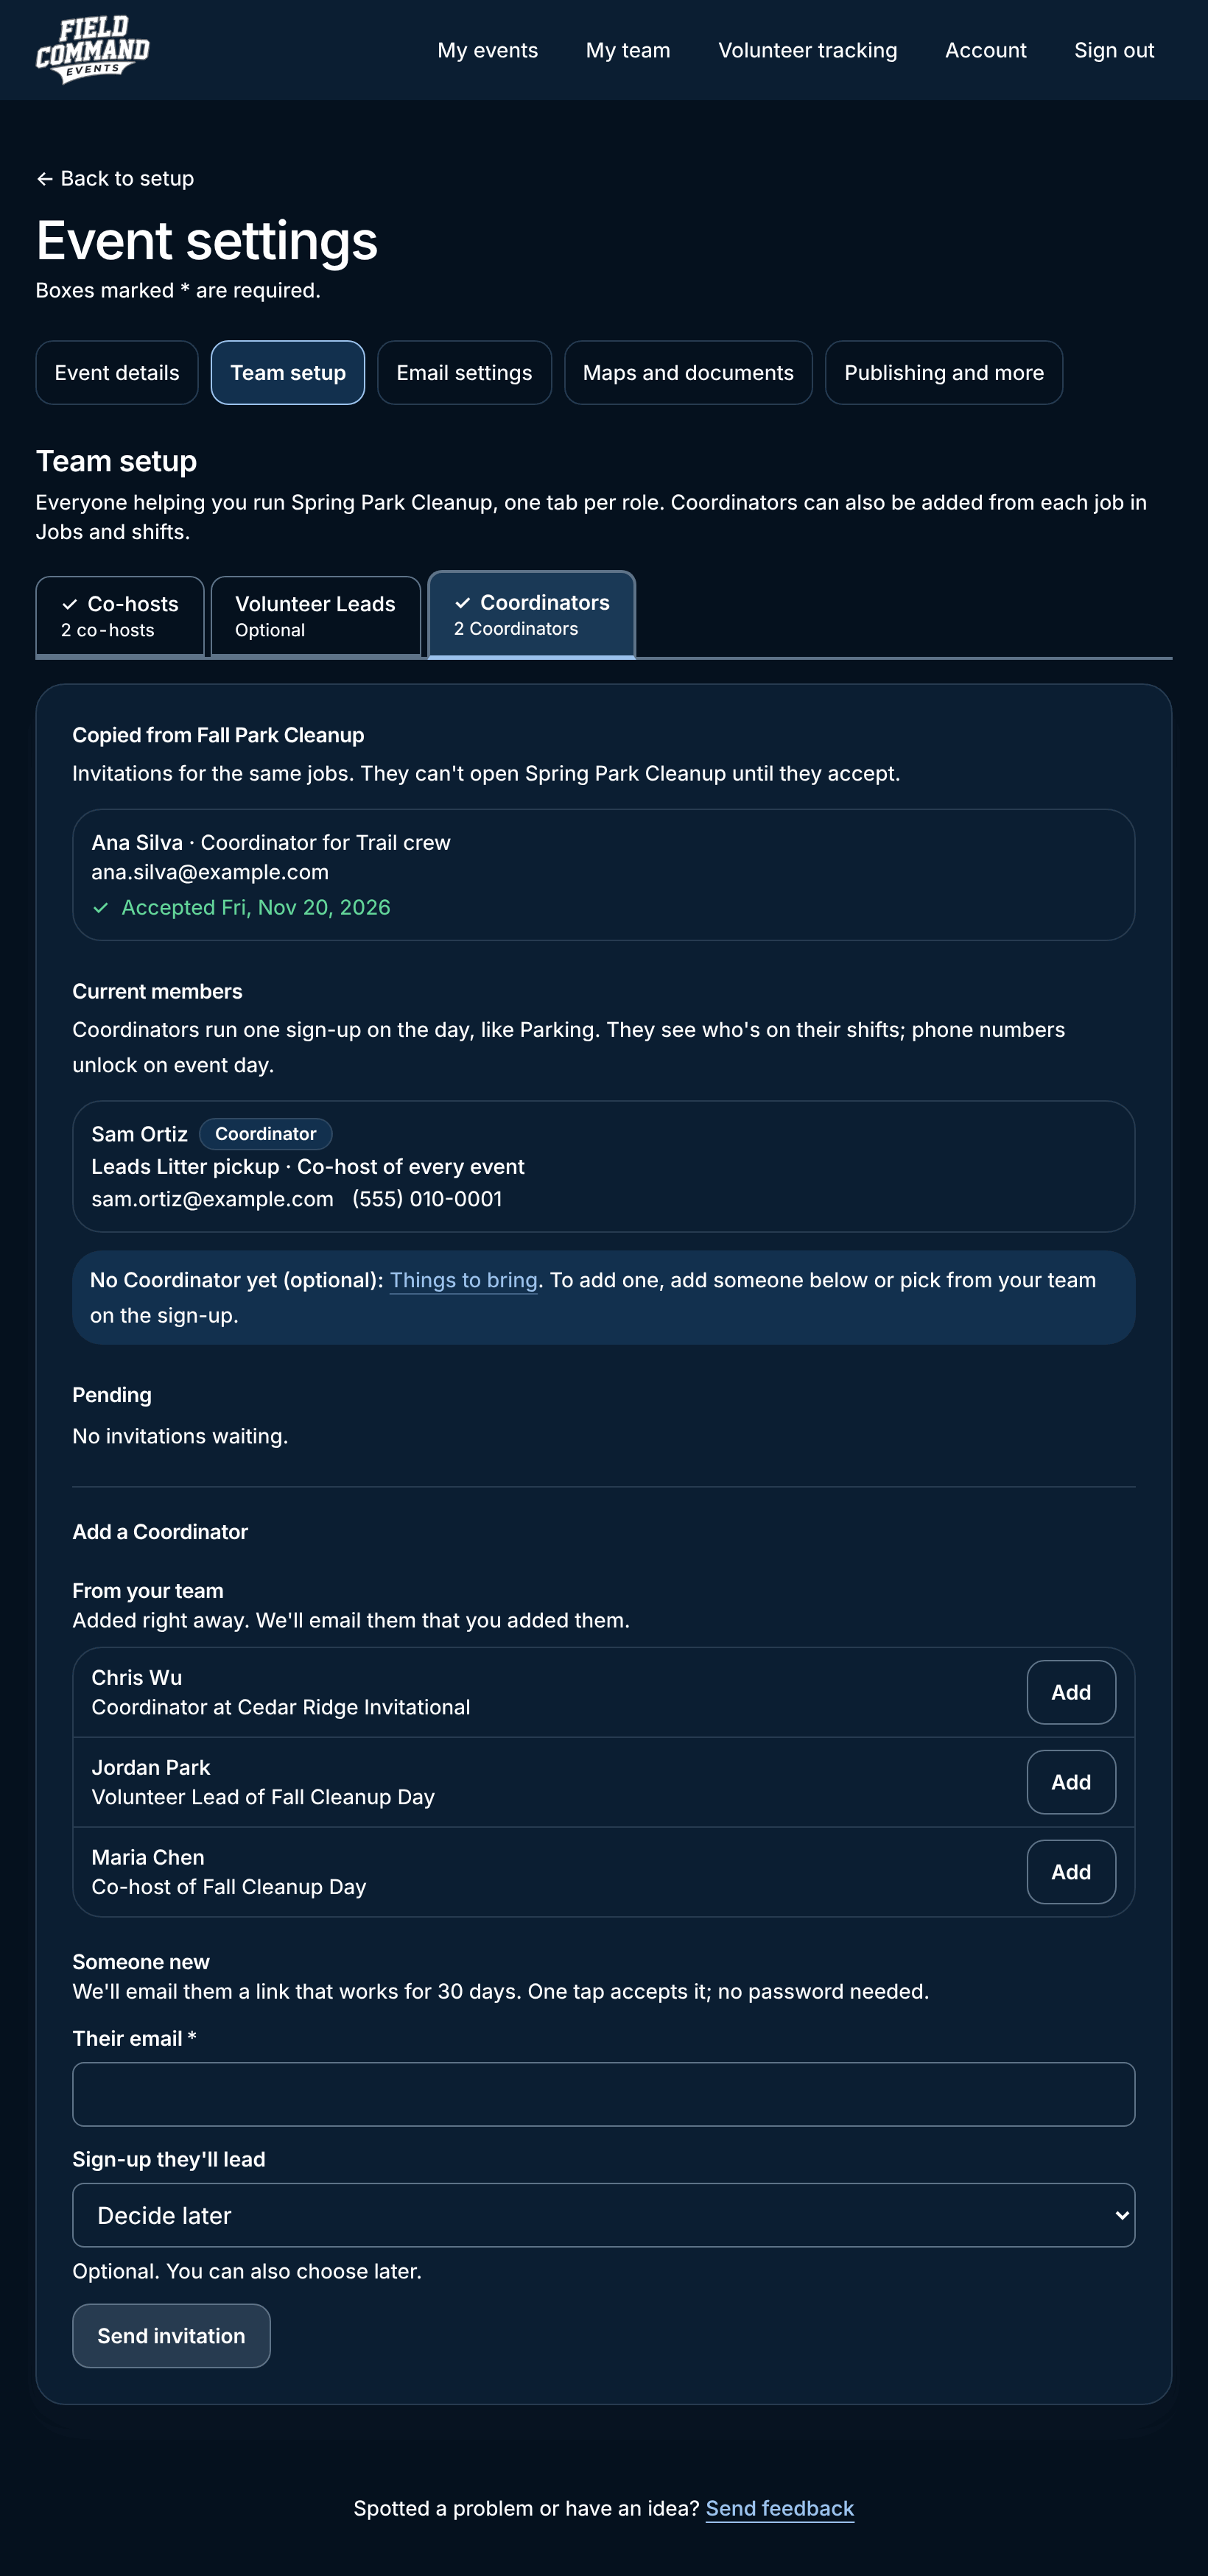 FIELD
COMMAND
EVENTS
My events
My team
Volunteer tracking
Account
Sign out
← Back to setup
Event settings
Boxes marked * are required.
Event details
Team setup
Email settings
Maps and documents
Publishing and more
Team setup
Everyone helping you run Spring Park Cleanup, one tab per role. Coordinators can also be added from each job in
Jobs and shifts.
✓ Co-hosts
2 co-hosts
Volunteer Leads
Optional
✓ Coordinators
2 Coordinators
Copied from Fall Park Cleanup
Invitations for the same jobs. They can't open Spring Park Cleanup until they accept.
Ana Silva · Coordinator for Trail crew
ana.silva@example.com
✓ Accepted Fri, Nov 20, 2026
Current members
Coordinators run one sign-up on the day, like Parking. They see who's on their shifts; phone numbers
unlock on event day.
Sam Ortiz Coordinator
Leads Litter pickup · Co-host of every event
sam.ortiz@example.com (555) 010-0001
No Coordinator yet (optional): Things to bring. To add one, add someone below or pick from your team
on the sign-up.
Pending
No invitations waiting.
Add a Coordinator
From your team
Added right away. We'll email them that you added them.
Chris Wu
Coordinator at Cedar Ridge Invitational
Add
Jordan Park
Volunteer Lead of Fall Cleanup Day
Add
Maria Chen
Co-host of Fall Cleanup Day
Add
Someone new
We'll email them a link that works for 30 days. One tap accepts it; no password needed.
Their email *
Sign-up they'll lead
Decide later
Optional. You can also choose later.
Send invitation
Spotted a problem or have an idea? Send feedback